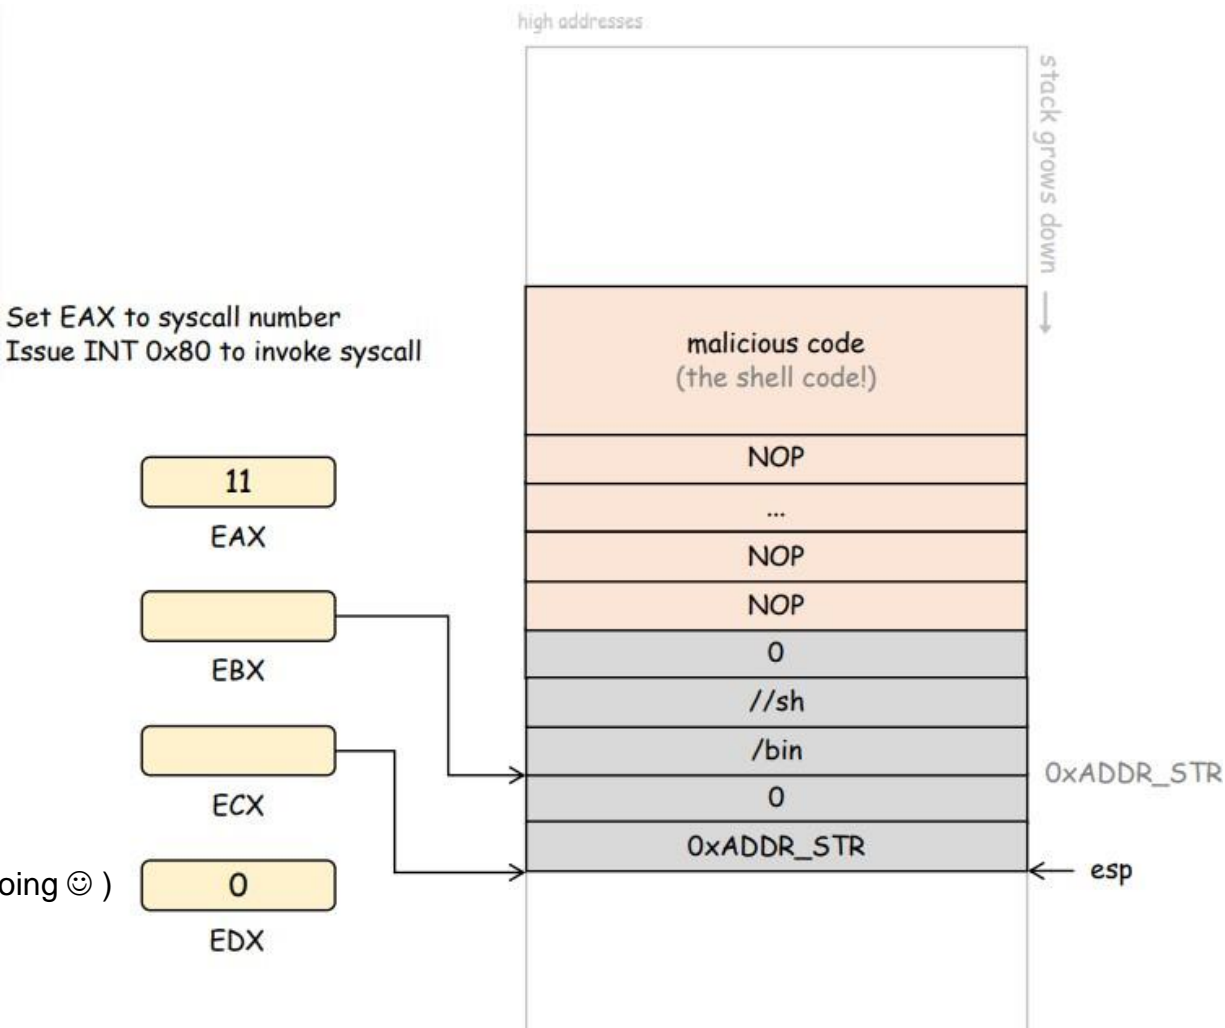 high addresses
stack grows down
Set EAX to syscall number
Issue INT 0x80 to invoke syscall
malicious code
(the shell code!)
NOP
11
...
EAX
NOP
NOP
0
EBX
//sh
/bin
0xADDR_STR
0
ECX
0xADDR_STR
esp
oing ☺ )
0
EDX